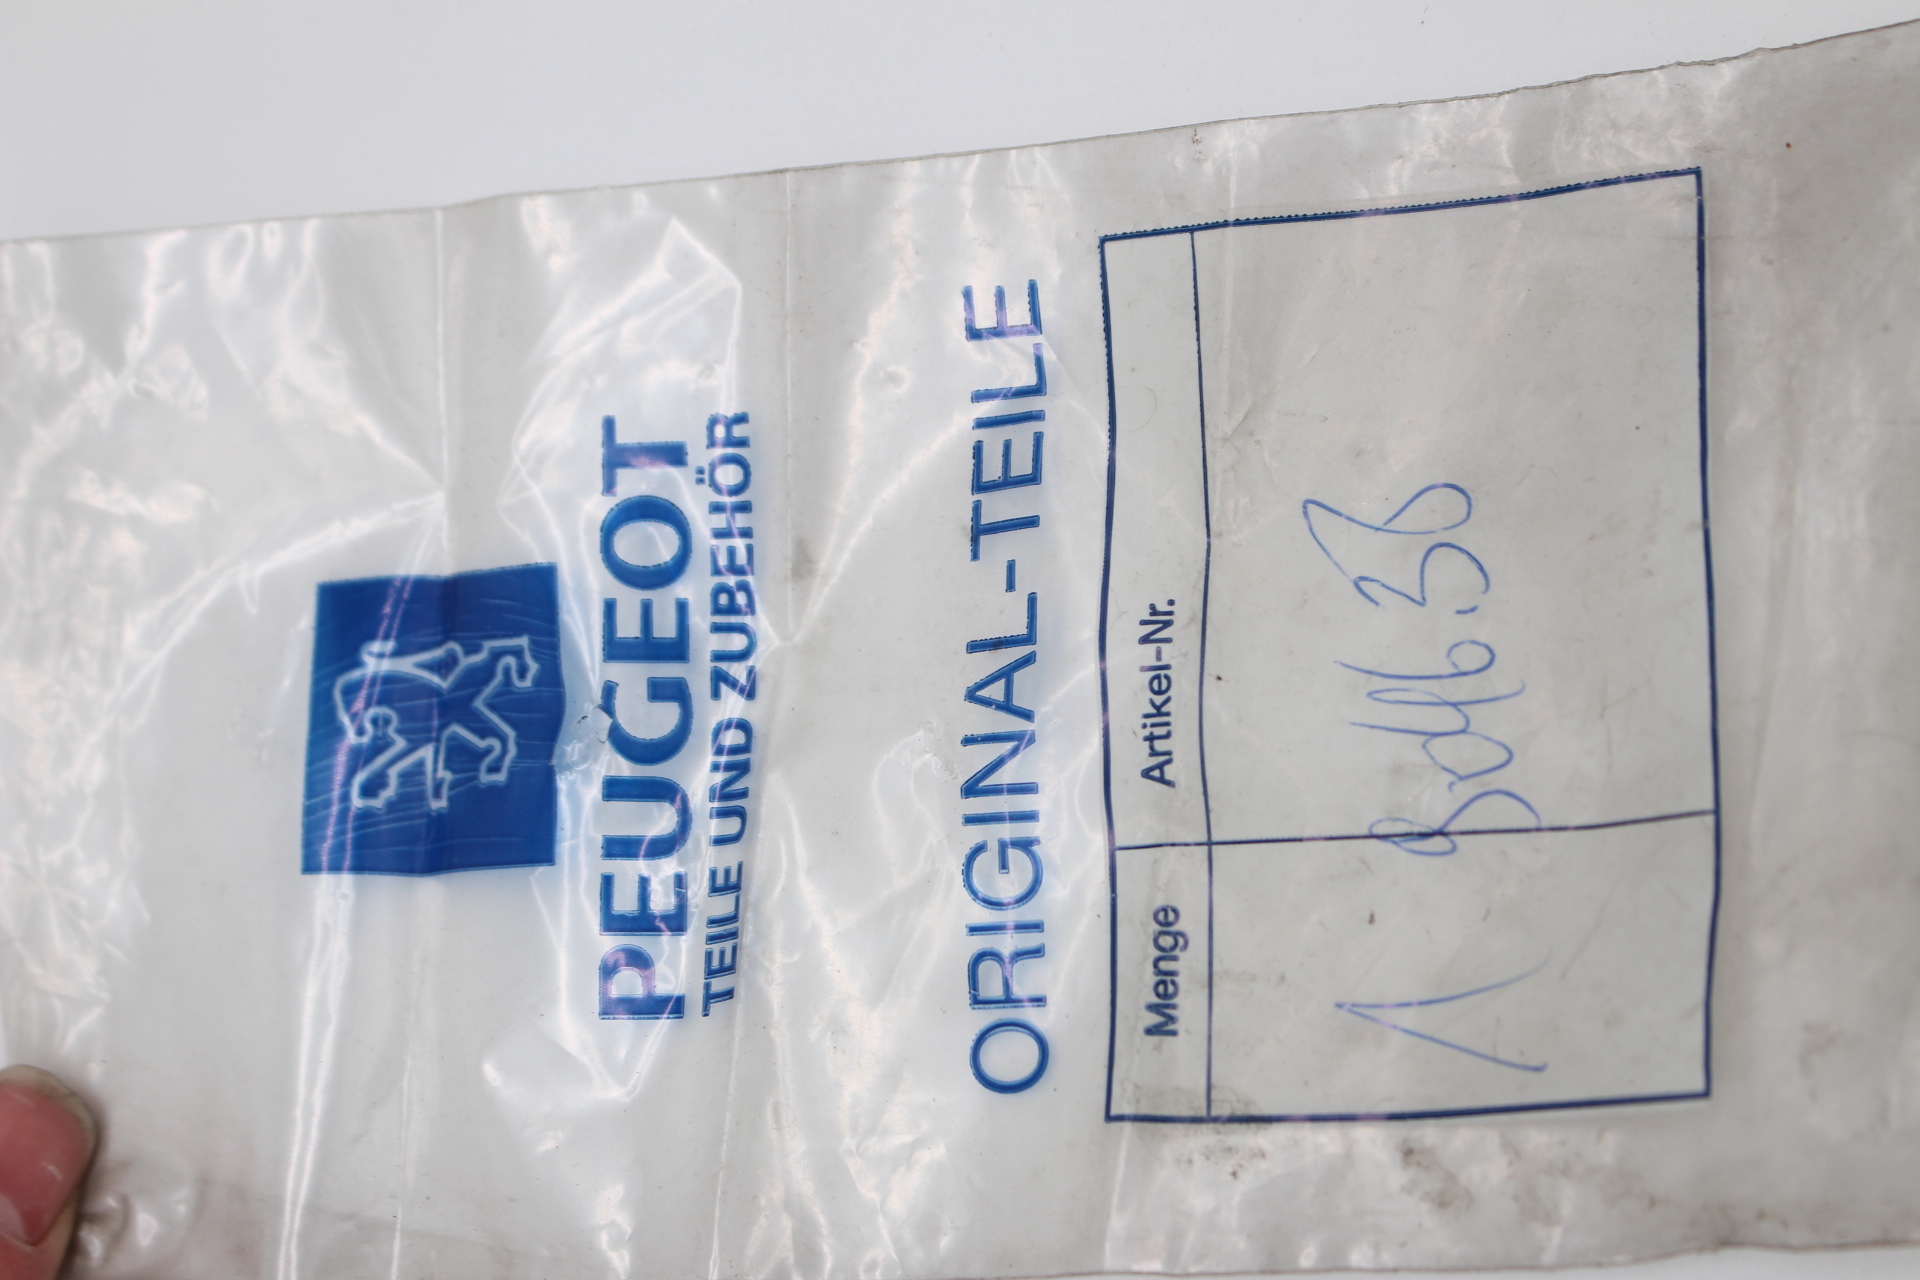 PEUGEOT
TEILE UND ZUBEHÖR
ORIGINAL-TEILE
Menge Artikel-Nr.
1 8046.38